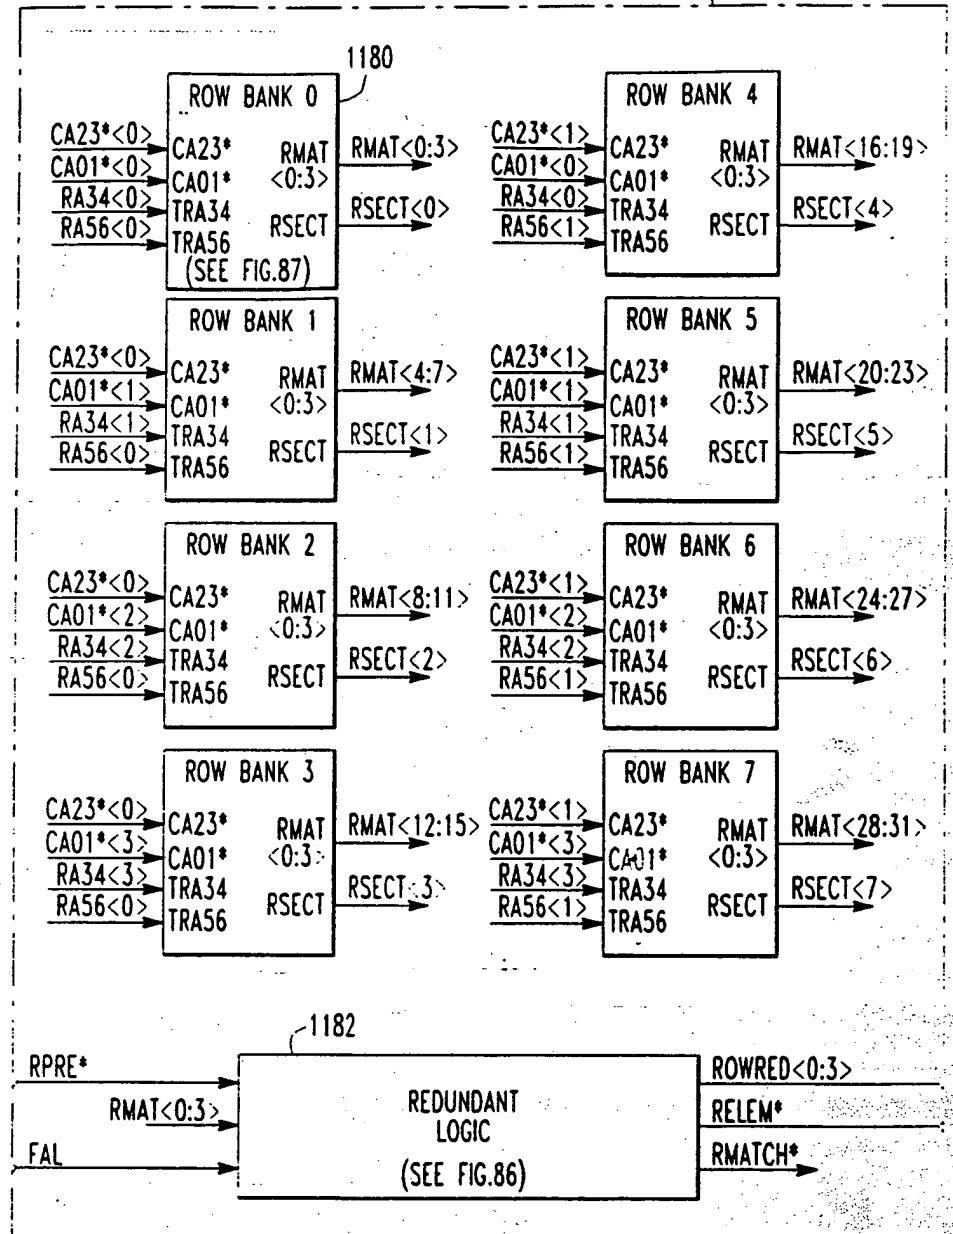 1180
ROW BANK 0
CA23*<0>
CA01*<0>
RA34<0>
RA56<0>
CA23*
CA01*
TRA34
TRA56
(SEE FIG.87)
RMAT
<0:3>
RSECT
RMAT<0:3>
RSECT<0>
ROW BANK 4
CA23*<1>
CA01*<0>
RA34<0>
RA56<1>
CA23*
CA01*
TRA34
TRA56
RMAT
<0:3>
RSECT
RMAT<16:19>
RSECT<4>
ROW BANK 1
CA23*<0>
CA01*<1>
RA34<1>
RA56<0>
CA23*
CA01*
TRA34
TRA56
RMAT
<0:3>
RSECT
RMAT<4:7>
RSECT<1>
ROW BANK 5
CA23*<1>
CA01*<1>
RA34<1>
RA56<1>
CA23*
CA01*
TRA34
TRA56
RMAT
<0:3>
RSECT
RMAT<20:23>
RSECT<5>
ROW BANK 2
CA23*<0>
CA01*<2>
RA34<2>
RA56<0>
CA23*
CA01*
TRA34
TRA56
RMAT
<0:3>
RSECT
RMAT<8:11>
RSECT<2>
ROW BANK 6
CA23*<1>
CA01*<2>
RA34<2>
RA56<1>
CA23*
CA01*
TRA34
TRA56
RMAT
<0:3>
RSECT
RMAT<24:27>
RSECT<6>
ROW BANK 3
CA23*<0>
CA01*<3>
RA34<3>
RA56<0>
CA23*
CA01*
TRA34
TRA56
RMAT
<0:3>
RSECT
RMAT<12:15>
RSECT<3>
ROW BANK 7
CA23*<1>
CA01*<3>
RA34<3>
RA56<1>
CA23*
CA01*
TRA34
TRA56
RMAT
<0:3>
RSECT
RMAT<28:31>
RSECT<7>
1182
RPRE*
RMAT<0:3>
FAL
REDUNDANT
LOGIC
(SEE FIG.86)
ROWRED<0:3>
RELEM*
RMATCH*